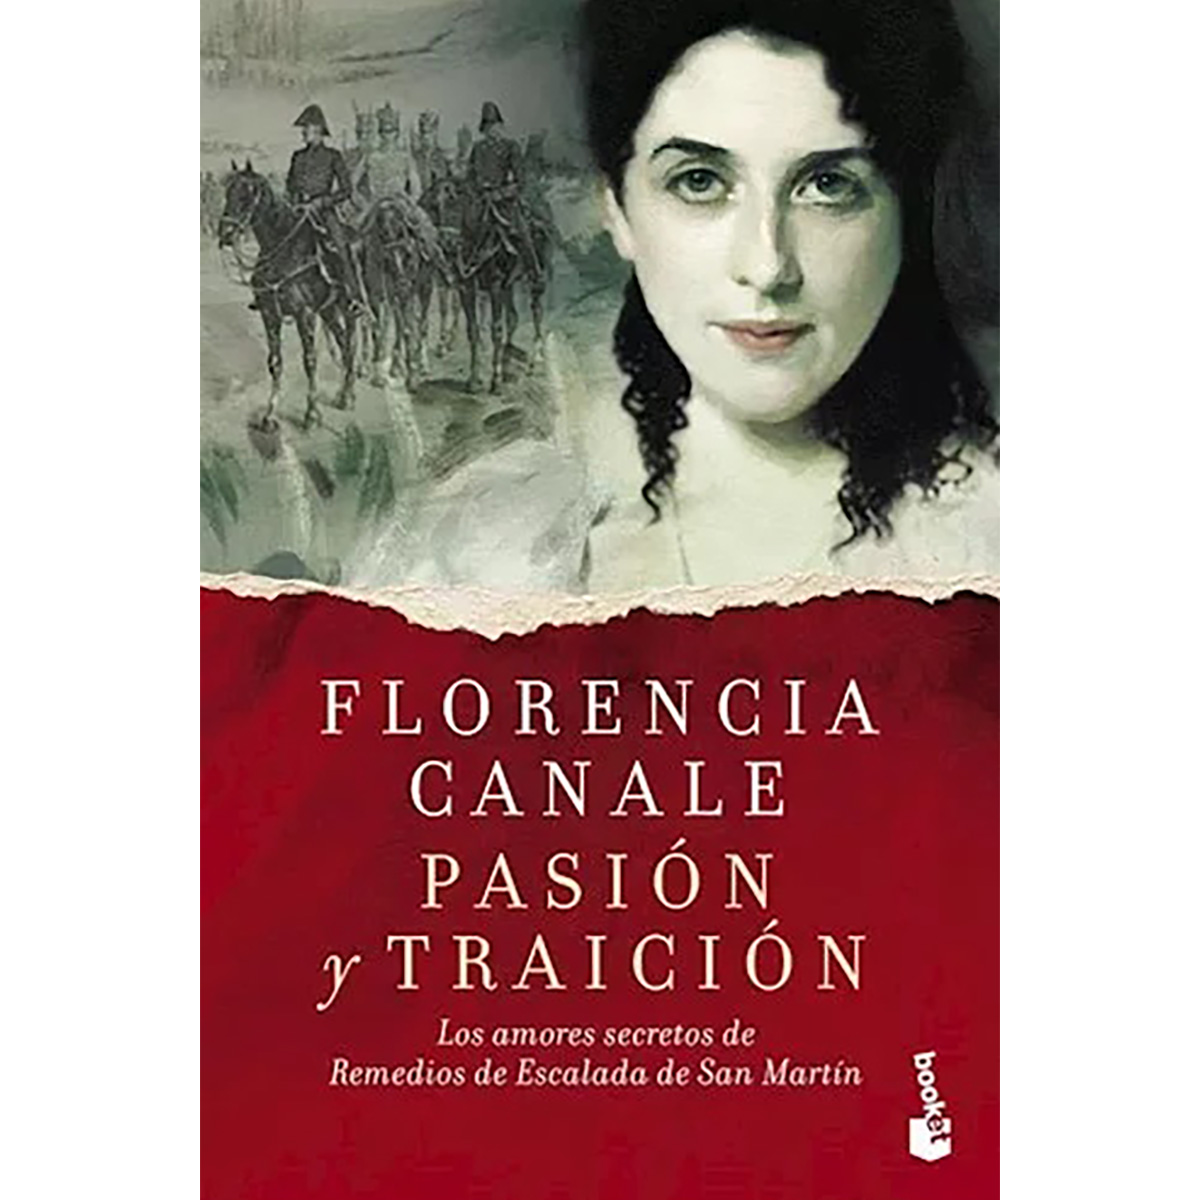 FLORENCIA
CANALE
PASIÓN
y TRAICIÓN
Los amores secretos de
Remedios de Escalada de San Martín
booket